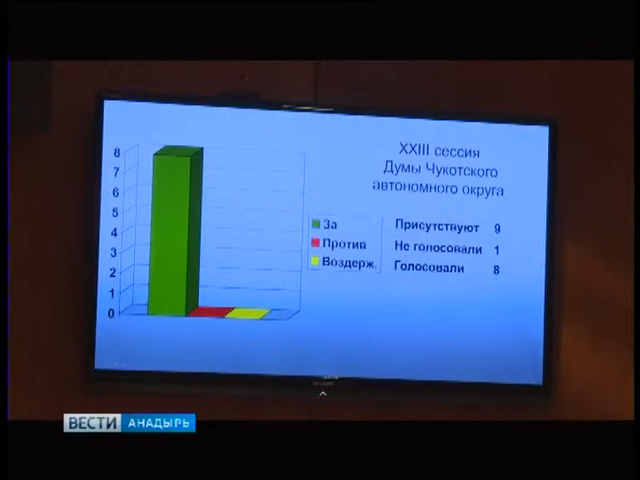 XXIII сессия
Думы Чукотского
автономного округа
8
7
6
5
4
3
2
1
0
За
Против
Воздерж.
Присутствуют 9
Не голосовали 1
Голосовали 8
ВЕСТИ АНАДЫРЬ